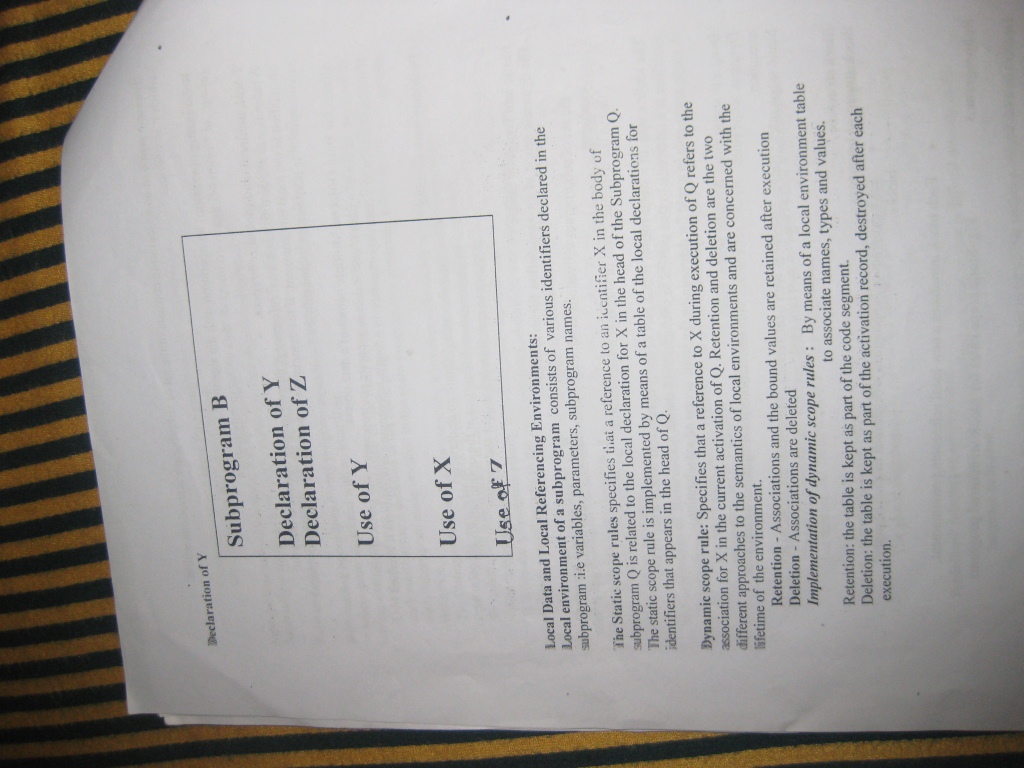 Declaration of Y
Subprogram B
Declaration of Y
Declaration of Z
Use of Y
Use of X
Use of Z
Local Data and Local Referencing Environments:
Local environment of a subprogram consists of various identifiers declared in the
subprogram :i.e variables, parameters, subprogram names.
The Static scope rules specifies that a reference to an identifier X in the body of
subprogram Q is related to the local declaration for X in the head of the Subprogram Q.
The static scope rule is implemented by means of a table of the local declarations for
identifiers that appears in the head of Q.
Dynamic scope rule: Specifies that a reference to X during execution of Q refers to the
association for X in the current activation of Q. Retention and deletion are the two
different approaches to the semantics of local environments and are concerned with the
lifetime of the environment.
Retention - Associations and the bound values are retained after execution
Deletion - Associations are deleted
Implementation of dynamic scope rules : By means of a local environment table
to associate names, types and values.
Retention: the table is kept as part of the code segment.
Deletion: the table is kept as part of the activation record, destroyed after each
execution.